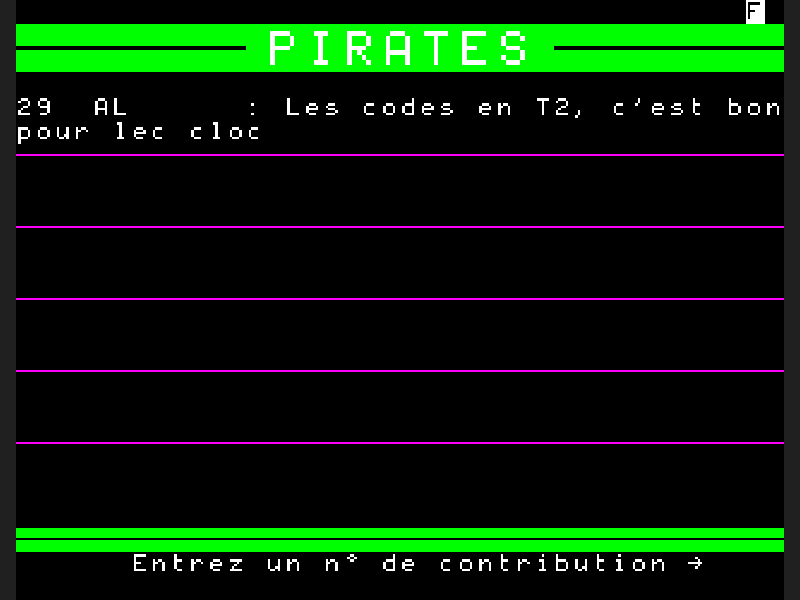 F
PIRATES
29 AL : Les codes en T2, c'est bon
pour lec cloc
Entrez un n° de contribution →